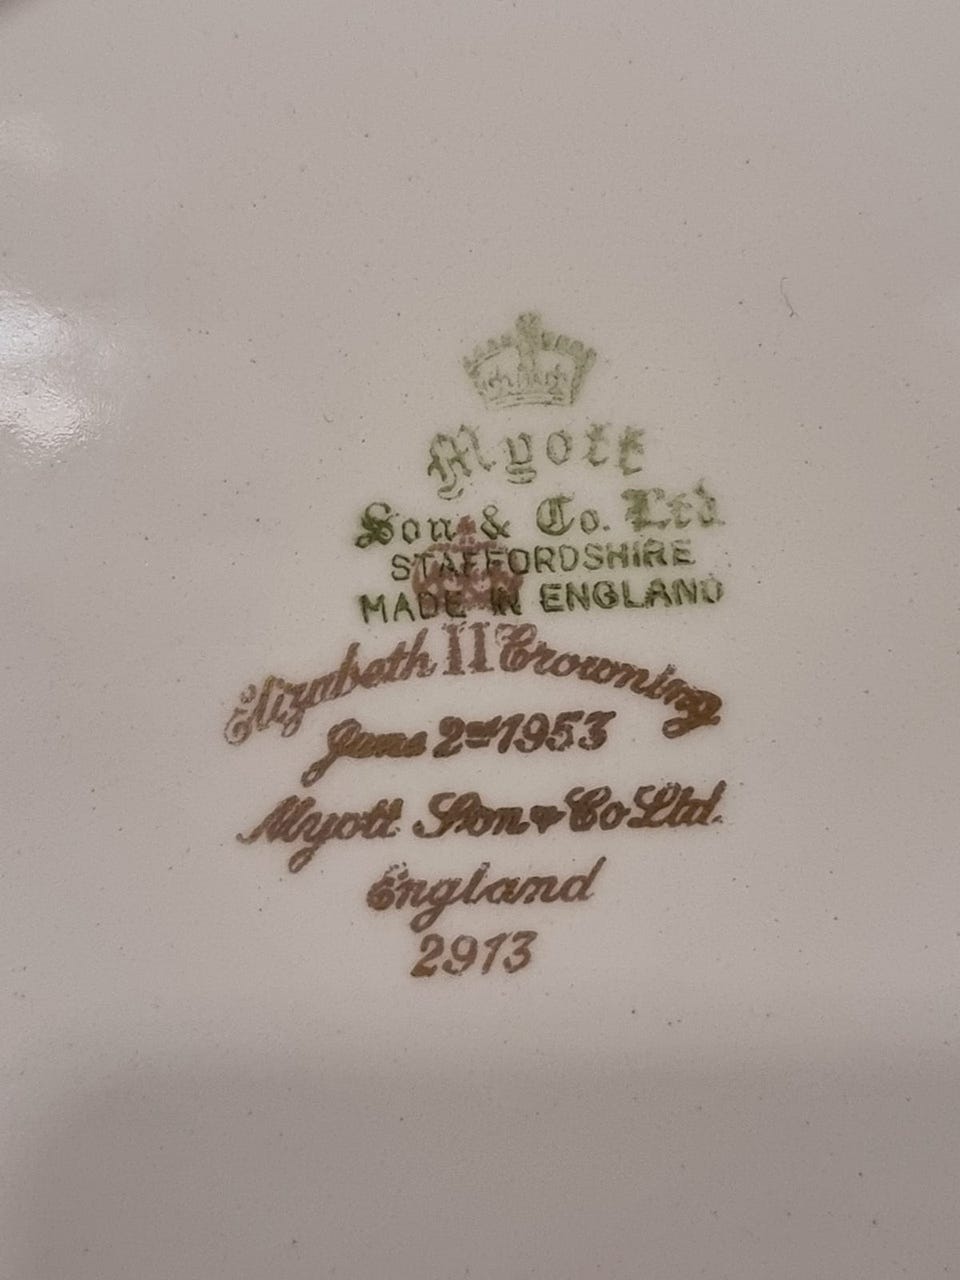 Myott
Son & Co. Ltd
STAFFORDSHIRE
MADE IN ENGLAND
Elizabeth II Crowning
June 2nd 1953
Myott Son & Co Ltd.
England
2913